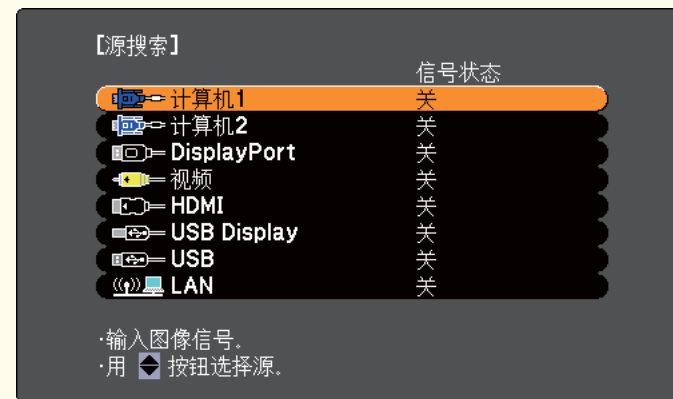 【源搜索】
信号状态
计算机1 关
计算机2 关
DisplayPort 关
视频 关
HDMI 关
USB Display 关
USB 关
LAN 关
·输入图像信号.
·用 按钮选择源.